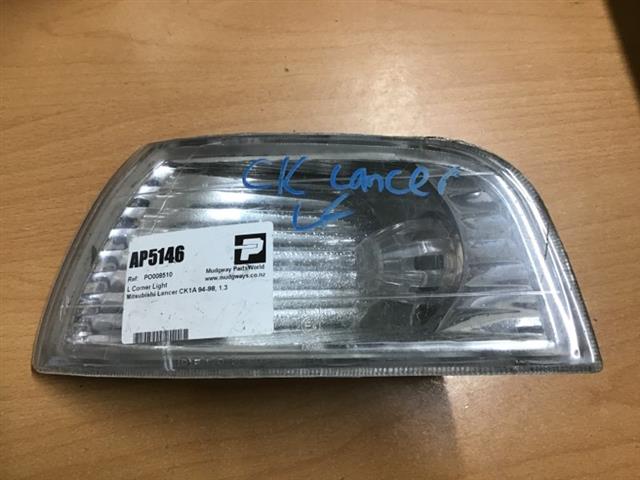 CK Lancer
LF
AP5146
Ref: PO008510
L Corner Light
Mitsubishi Lancer CK1A 94-98, 1.3
P
Mudgway PartsWorld
www.mudgways.co.nz